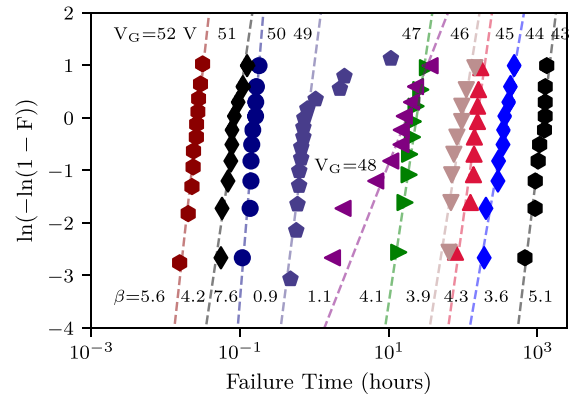 V_G=52 V 51 50 49 47 46 45 44 43
V_G=48
β=5.6 4.2 7.6 0.9 1.1 4.1 3.9 4.3 3.6 5.1
2
1
0
−1
−2
−3
−4
ln(−ln(1 − F))
10^−3 10^−1 10^1 10^3
Failure Time (hours)